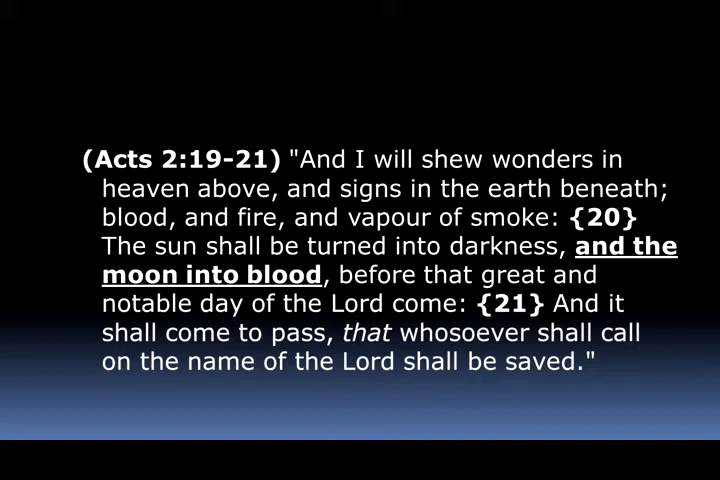 (Acts 2:19-21) "And I will shew wonders in
heaven above, and signs in the earth beneath;
blood, and fire, and vapour of smoke: {20}
The sun shall be turned into darkness, and the
moon into blood, before that great and
notable day of the Lord come: {21} And it
shall come to pass, that whosoever shall call
on the name of the Lord shall be saved."